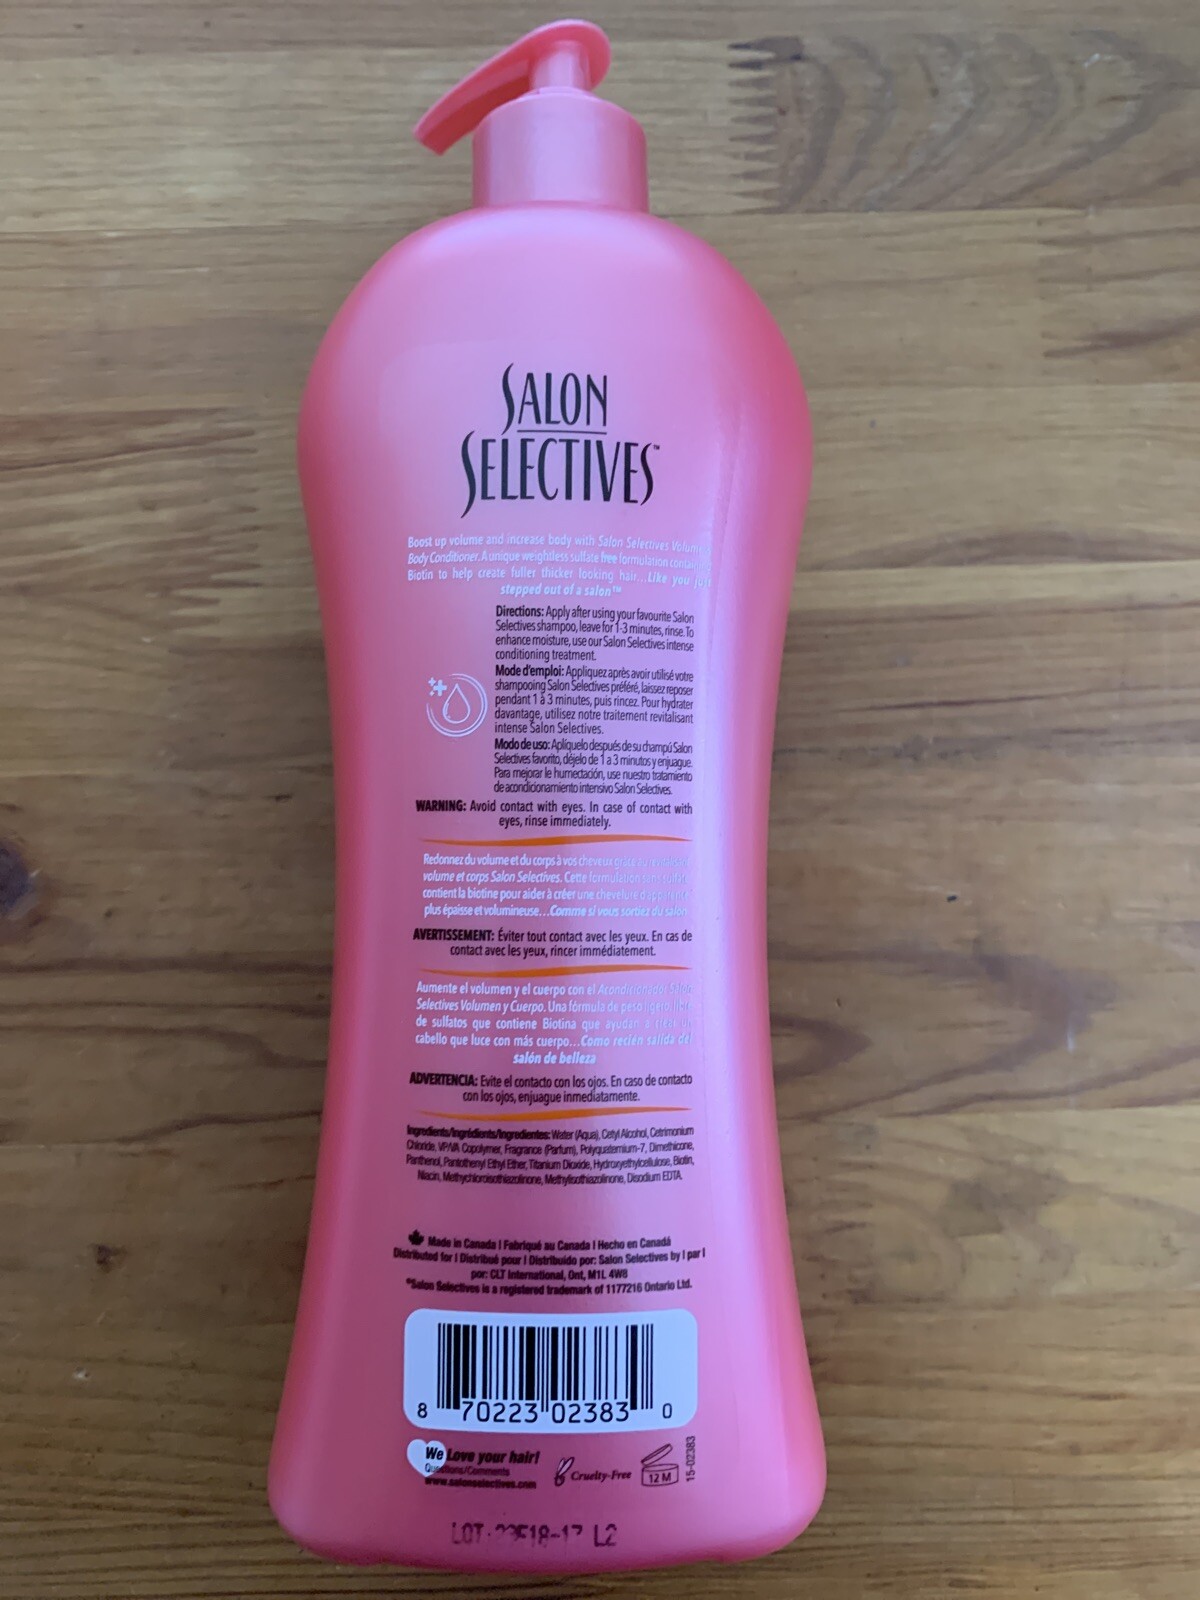 SALON
SELECTIVES™
Boost up volume and increase body with Salon Selectives
Body Conditioner. A unique weightless sulfate free formulation
Biotin to help create fuller thicker looking hair...Like you
stepped out of a salon™
Directions: Apply after using your favourite Salon
Selectives shampoo, leave for 1-3 minutes, rinse. To
enhance moisture, use our Salon Selectives intense
conditioning treatment.
Mode d'emploi: Appliquez après avoir utilisé votre
shampooing Salon Selectives préféré, laissez reposer
pendant 1 à 3 minutes, puis rincez. Pour hydrater
davantage, utilisez notre traitement revitalisant
intense Salon Selectives.
Modo de uso: Aplíquelo después de su champú Salon
Selectives favorito, déjelo de 1 a 3 minutos y enjuague.
Para mejorar le humectación, use nuestro tratamiento
de acondicionamiento intensivo Salon Selectives.
WARNING: Avoid contact with eyes. In case of contact with
eyes, rinse immediately.
Redonnez du volume et du corps à vos cheveux grâce au
volume et corps Salon Selectives. Cette formulation sans
contient la biotine pour aider à créer une chevelure d'apparence
plus épaisse et volumineuse...Comme si vous sortiez du salon
AVERTISSEMENT: Éviter tout contact avec les yeux. En cas de
contact avec les yeux, rincer immédiatement.
Aumente el volumen y el cuerpo con el Acondicionador Salon
Selectives Volumen y Cuerpo. Una fórmula de peso ligero libre
de sulfatos que contiene Biotina que ayudan a crear un
cabello que luce con más cuerpo...Como recién salida del
salón de belleza
ADVERTENCIA: Evite el contacto con los ojos. En caso de contacto
con los ojos, enjuague inmediatamente.
Ingredients/Ingrédients/Ingredientes: Water (Aqua), Cetyl Alcohol, Cetrimonium
Chloride, VP/VA Copolymer, Fragrance (Parfum), Polyquaternium-7, Dimethicone,
Panthenol, Pantothenyl Ethyl Ether, Titanium Dioxide, Hydroxyethylcellulose, Biotin,
Niacin, Methylchloroisothiazolinone, Methylisothiazolinone, Disodium EDTA.
Made in Canada | Fabriqué au Canada | Hecho en Canadá
Distributed for | Distribué pour | Distribuido por: Salon Selectives by | par |
por: CLT International, Ont, M1L 4W8
®Salon Selectives is a registered trademark of 1177216 Ontario Ltd.
8 70223 02383 0
We Love your hair!
Questions/Comments
www.salonselectives.com
Cruelty-Free
12 M
15-02383
LOT: L2